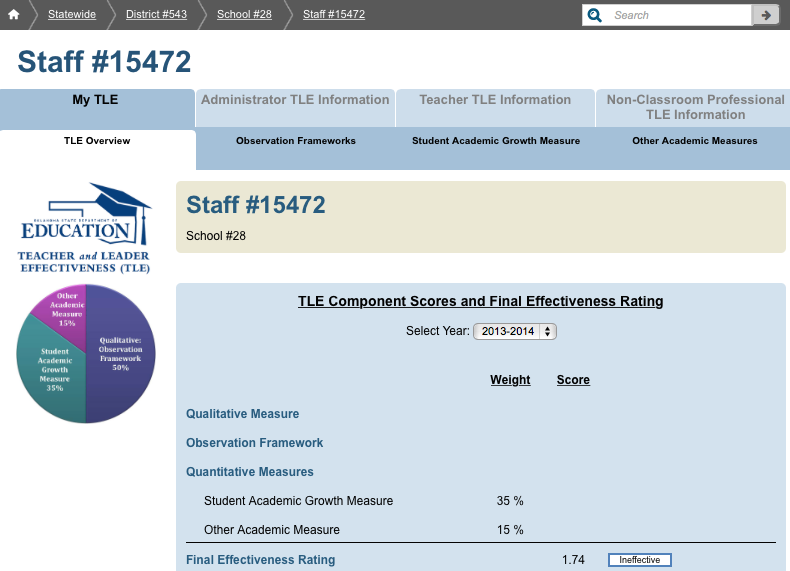 Statewide District #543 School #28 Staff #15472 Search
Staff #15472
My TLE Administrator TLE Information Teacher TLE Information Non-Classroom Professional
TLE Information
TLE Overview Observation Frameworks Student Academic Growth Measure Other Academic Measures
OKLAHOMA STATE DEPARTMENT OF
EDUCATION
TEACHER and LEADER
EFFECTIVENESS (TLE)
Other
Academic
Measure
15%
Qualitative:
Observation
Framework
50%
Student
Academic
Growth
Measure
35%
Staff #15472
School #28
TLE Component Scores and Final Effectiveness Rating
Select Year: 2013-2014
Weight Score
Qualitative Measure
Observation Framework
Quantitative Measures
Student Academic Growth Measure 35 %
Other Academic Measure 15 %
Final Effectiveness Rating 1.74 Ineffective